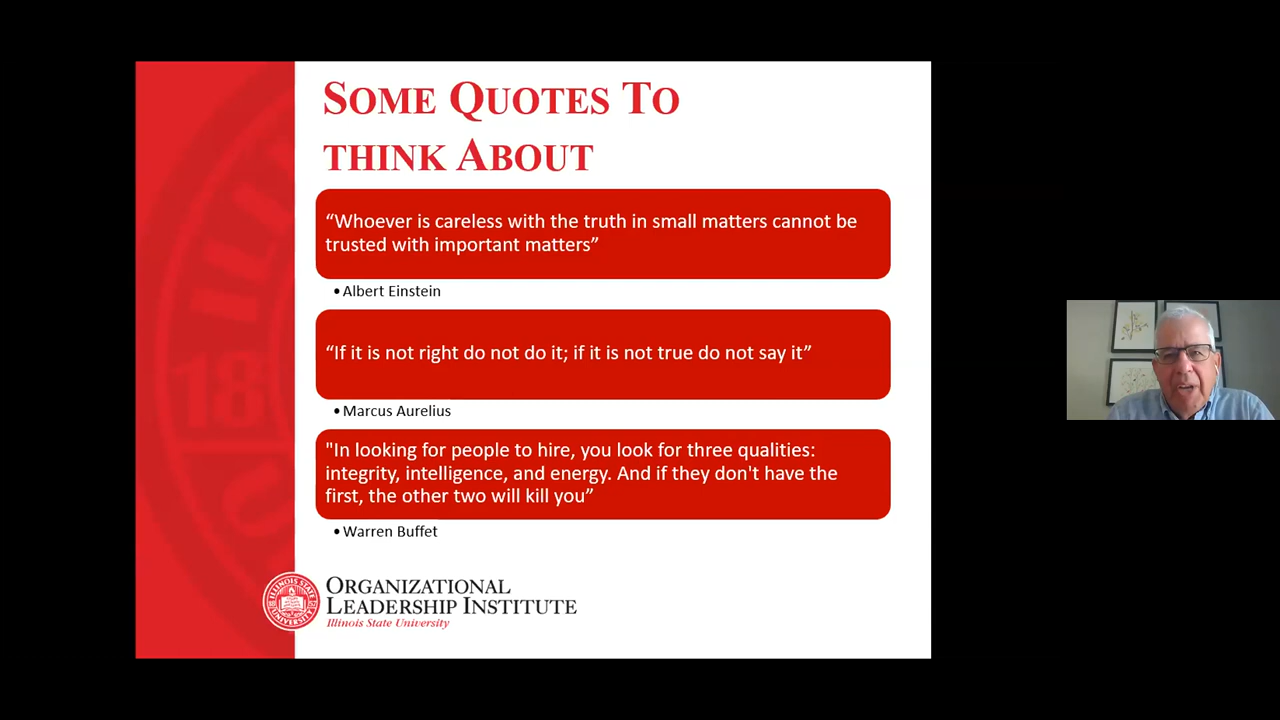 SOME QUOTES TO
THINK ABOUT
“Whoever is careless with the truth in small matters cannot be
trusted with important matters”
•Albert Einstein
“If it is not right do not do it; if it is not true do not say it”
•Marcus Aurelius
"In looking for people to hire, you look for three qualities:
integrity, intelligence, and energy. And if they don't have the
first, the other two will kill you”
•Warren Buffet
ORGANIZATIONAL
LEADERSHIP INSTITUTE
Illinois State University
ILLINOIS STATE
UNIVERSITY